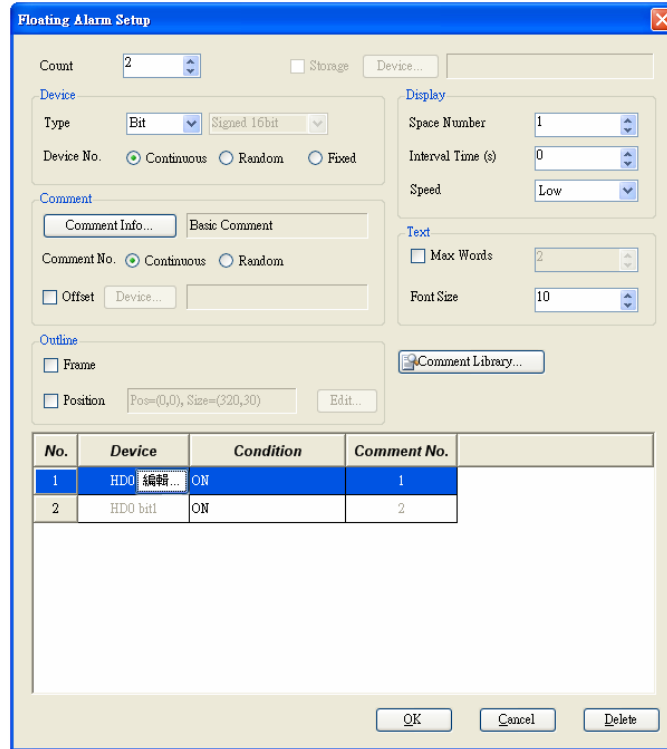 Floating Alarm Setup
Count 2 Storage Device...
Device
Type Bit Signed 16bit
Device No. Continuous Random Fixed
Display
Space Number 1
Interval Time (s) 0
Speed Low
Comment
Comment Info... Basic Comment
Comment No. Continuous Random
Offset Device...
Text
Max Words 2
Font Size 10
Outline
Frame
Position Pos=(0,0), Size=(320,30) Edit...
Comment Library...
No. Device Condition Comment No.
1 HD0 編輯... ON 1
2 HD0 bit1 ON 2
OK Cancel Delete